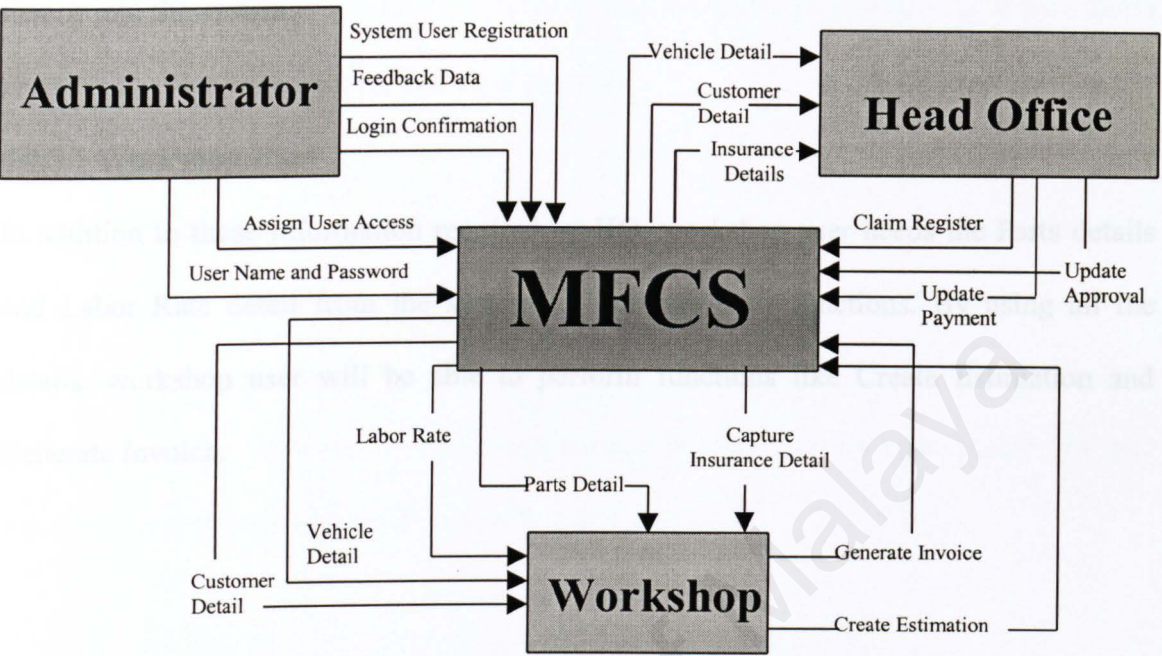 System User Registration
Administrator
Feedback Data
Login Confirmation
Vehicle Detail
Customer
Detail
Insurance
Details
Head Office
Assign User Access
User Name and Password
MFCS
Claim Register
Update
Approval
Update
Payment
Labor Rate
Parts Detail
Capture
Insurance Detail
Vehicle
Detail
Customer
Detail
Workshop
Generate Invoice
Create Estimation
Malaya